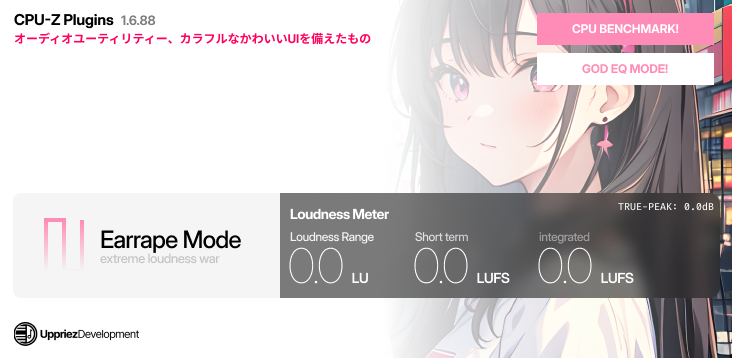 CPU-Z Plugins 1.6.88
オーディオユーティリティー、カラフルなかわいいUIを備えたもの
CPU BENCHMARK!
GOD EQ MODE!
Earrape Mode
extreme loudness war
Loudness Meter
TRUE-PEAK: 0.0dB
Loudness Range
0.0 LU
Short term
0.0 LUFS
integrated
0.0 LUFS
UppriezDevelopment